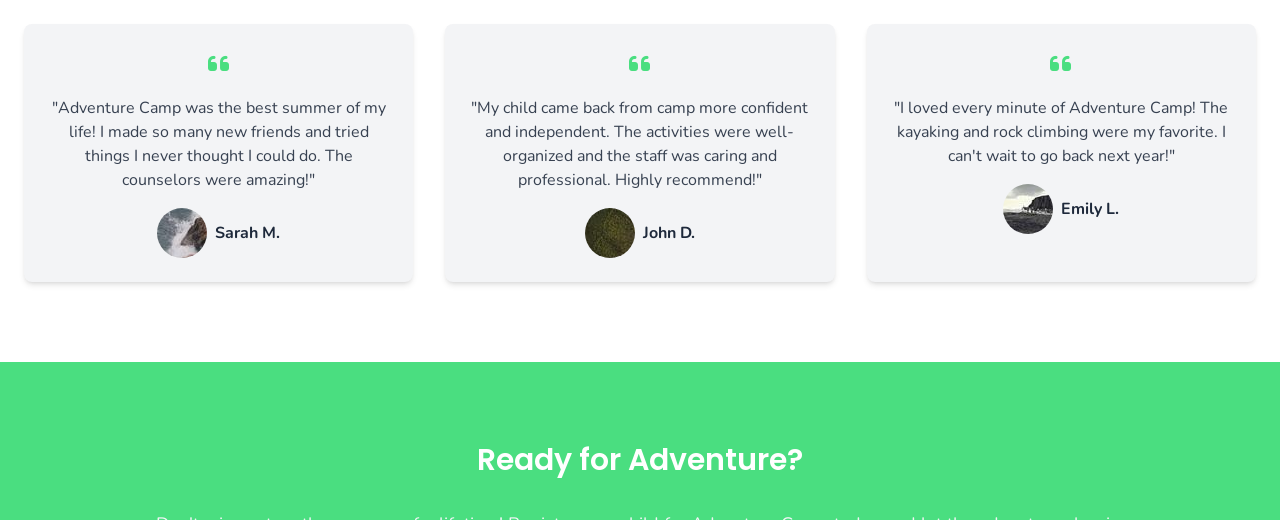 "Adventure Camp was the best summer of my
life! I made so many new friends and tried
things I never thought I could do. The
counselors were amazing!"
Sarah M.
"My child came back from camp more confident
and independent. The activities were well-
organized and the staff was caring and
professional. Highly recommend!"
John D.
"I loved every minute of Adventure Camp! The
kayaking and rock climbing were my favorite. I
can't wait to go back next year!"
Emily L.
Ready for Adventure?